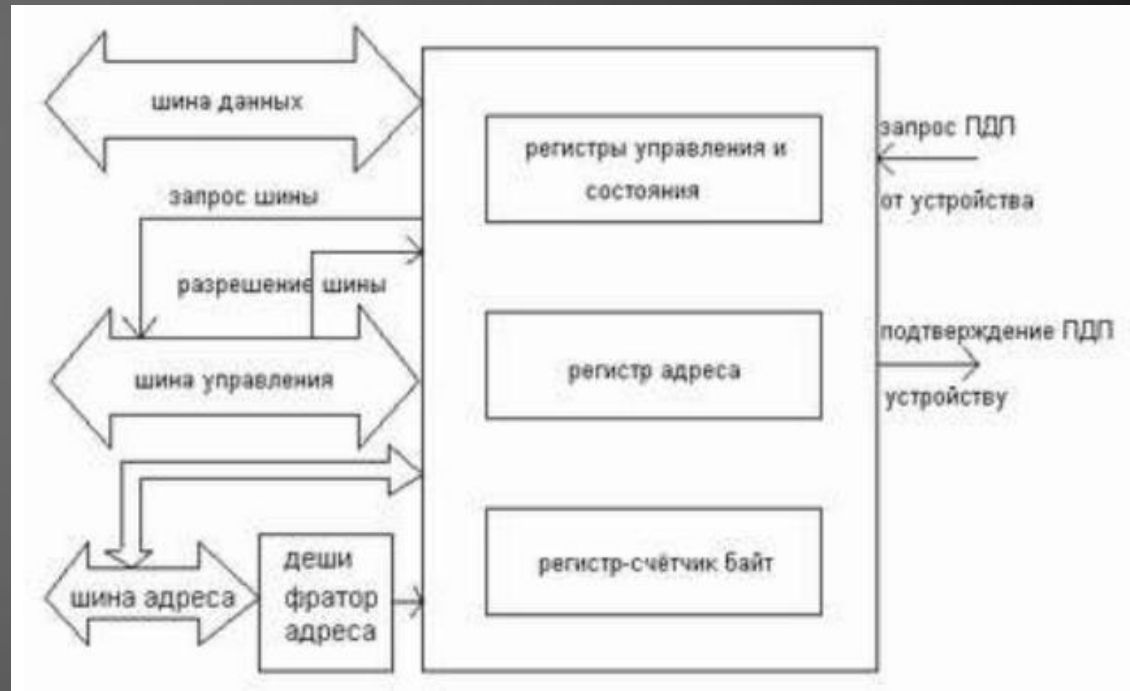 шина данных
запрос шины
разрешение шины
шина управления
шина адреса
деши
фратор
адреса
регистры управления и
состояния
регистр адреса
регистр-счётчик байт
запрос ПДП
от устройства
подтверждение ПДП
устройству